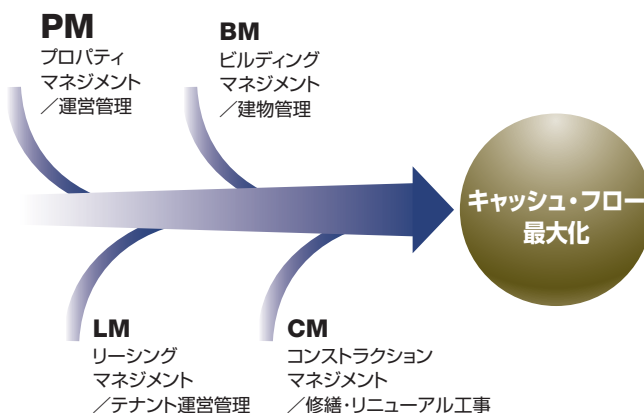 PM
プロパティ
マネジメント
／運営管理
BM
ビルディング
マネジメント
／建物管理
キャッシュ・フロー
最大化
LM
リーシング
マネジメント
／テナント運営管理
CM
コンストラクション
マネジメント
／修繕・リニューアル工事